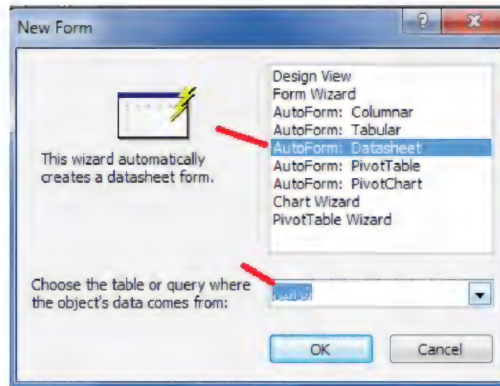 New Form
Design View
Form Wizard
AutoForm: Columnar
AutoForm: Tabular
AutoForm: Datasheet
AutoForm: PivotTable
AutoForm: PivotChart
Chart Wizard
PivotTable Wizard
This wizard automatically
creates a datasheet form.
Choose the table or query where
the object's data comes from:
OK
Cancel